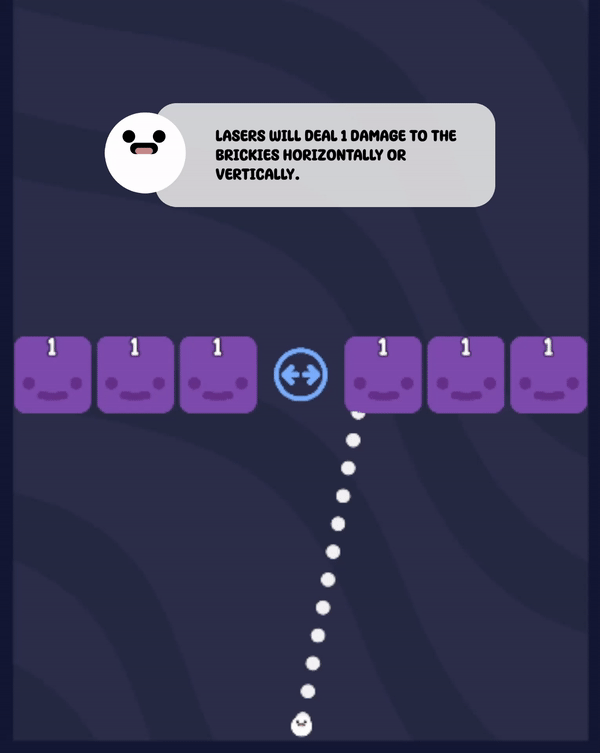 LASERS WILL DEAL 1 DAMAGE TO THE
BRICKIES HORIZONTALLY OR
VERTICALLY.
1 1 1 1 1 1